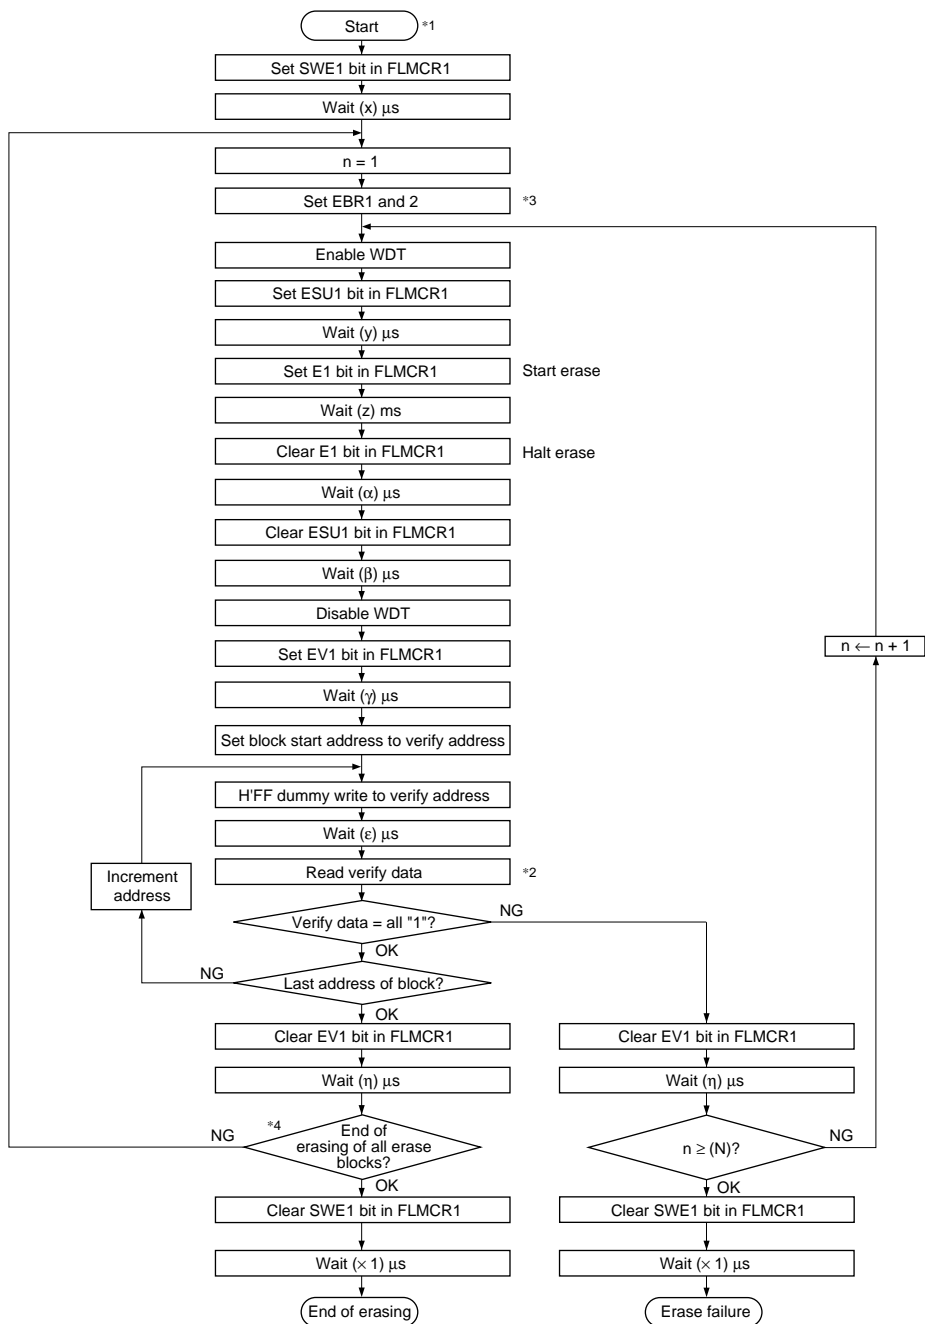 Start
*1
Set SWE1 bit in FLMCR1
Wait (x) μs
n = 1
Set EBR1 and 2
*3
Enable WDT
Set ESU1 bit in FLMCR1
Wait (y) μs
Set E1 bit in FLMCR1
Start erase
Wait (z) ms
Clear E1 bit in FLMCR1
Halt erase
Wait (α) μs
Clear ESU1 bit in FLMCR1
Wait (β) μs
Disable WDT
Set EV1 bit in FLMCR1
n ← n + 1
Wait (γ) μs
Set block start address to verify address
H'FF dummy write to verify address
Wait (ε) μs
Increment
address
Read verify data
*2
Verify data = all "1"?
NG
OK
NG
Last address of block?
OK
Clear EV1 bit in FLMCR1
Clear EV1 bit in FLMCR1
Wait (η) μs
Wait (η) μs
NG
*4
End of
erasing of all erase
blocks?
n ≥ (N)?
NG
OK
OK
Clear SWE1 bit in FLMCR1
Clear SWE1 bit in FLMCR1
Wait (× 1) μs
Wait (× 1) μs
End of erasing
Erase failure